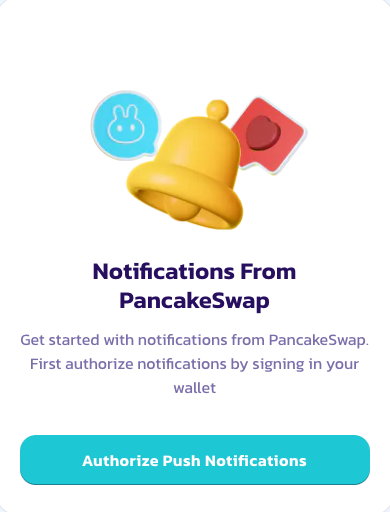 Notifications From
PancakeSwap
Get started with notifications from PancakeSwap.
First authorize notifications by signing in your
wallet
Authorize Push Notifications